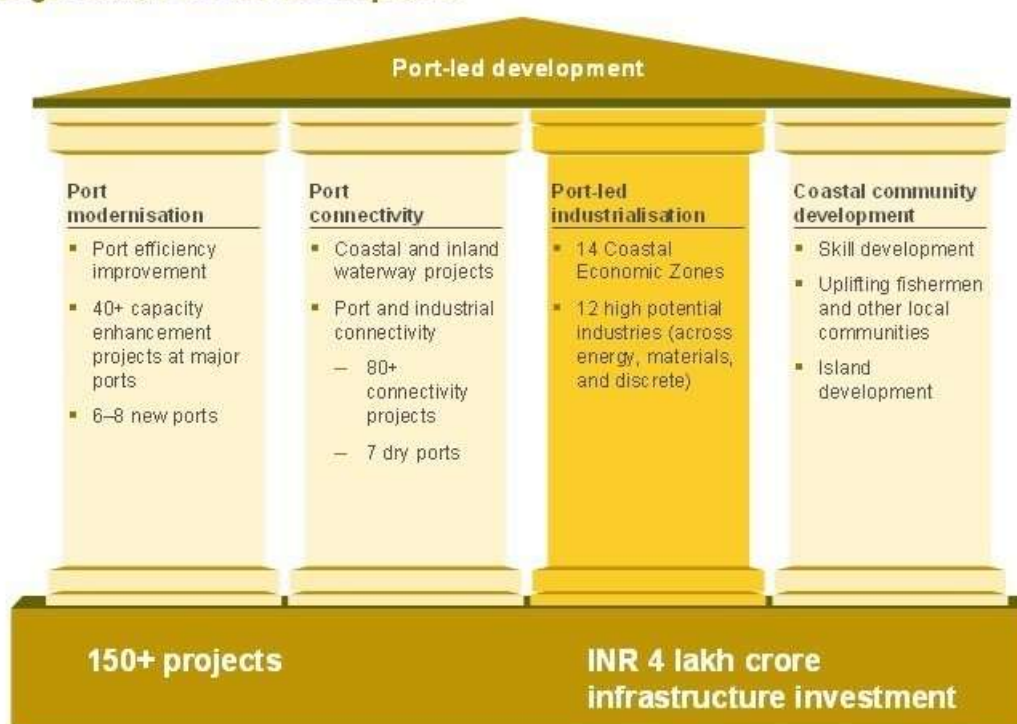 Port-led development
Port
modernisation
▪ Port efficiency
improvement
▪ 40+ capacity
enhancement
projects at major
ports
▪ 6–8 new ports
Port
connectivity
▪ Coastal and inland
waterway projects
▪ Port and industrial
connectivity
– 80+
connectivity
projects
– 7 dry ports
Port-led
industrialisation
▪ 14 Coastal
Economic Zones
▪ 12 high potential
industries (across
energy, materials,
and discrete)
Coastal community
development
▪ Skill development
▪ Uplifting fishermen
and other local
communities
▪ Island
development
150+ projects
INR 4 lakh crore
infrastructure investment